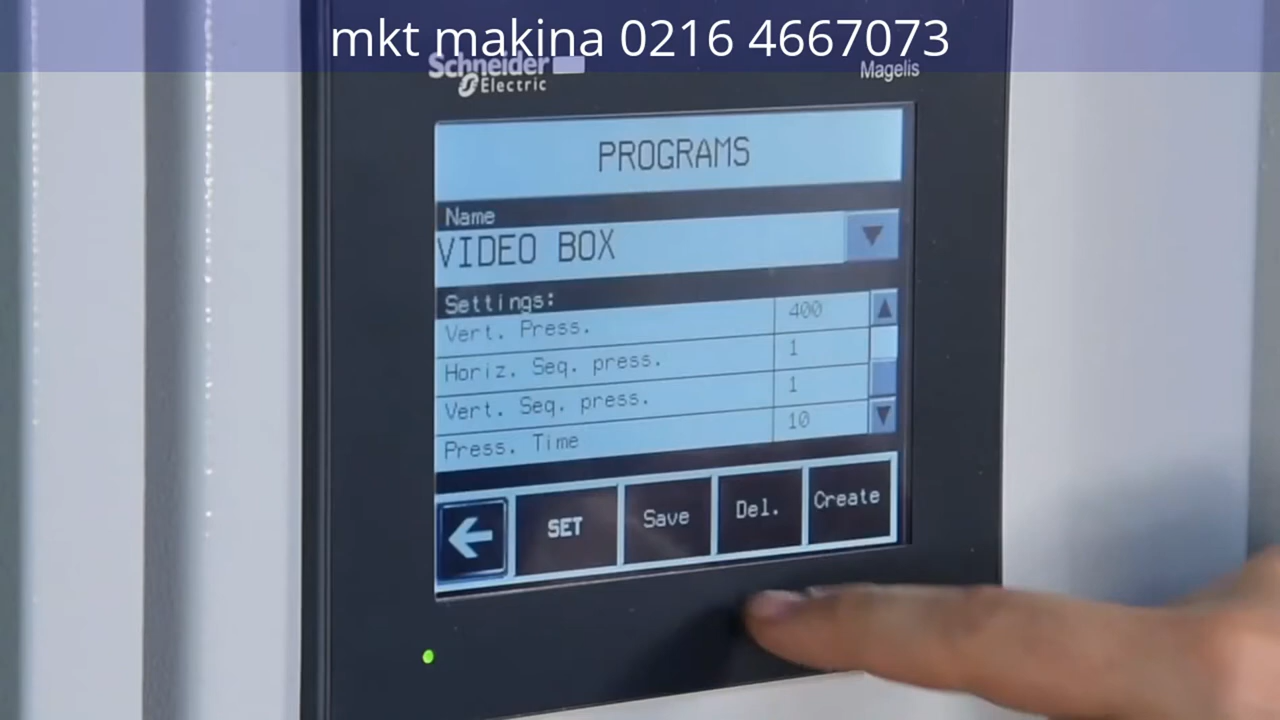 mkt makina 0216 4667073
Schneider
Electric
Magelis
PROGRAMS
Name
VIDEO BOX
Settings:
Vert. Press. 400
Horiz. Seq. press. 1
Vert. Seq. press. 1
Press. Time 10
SET Save Del. Create